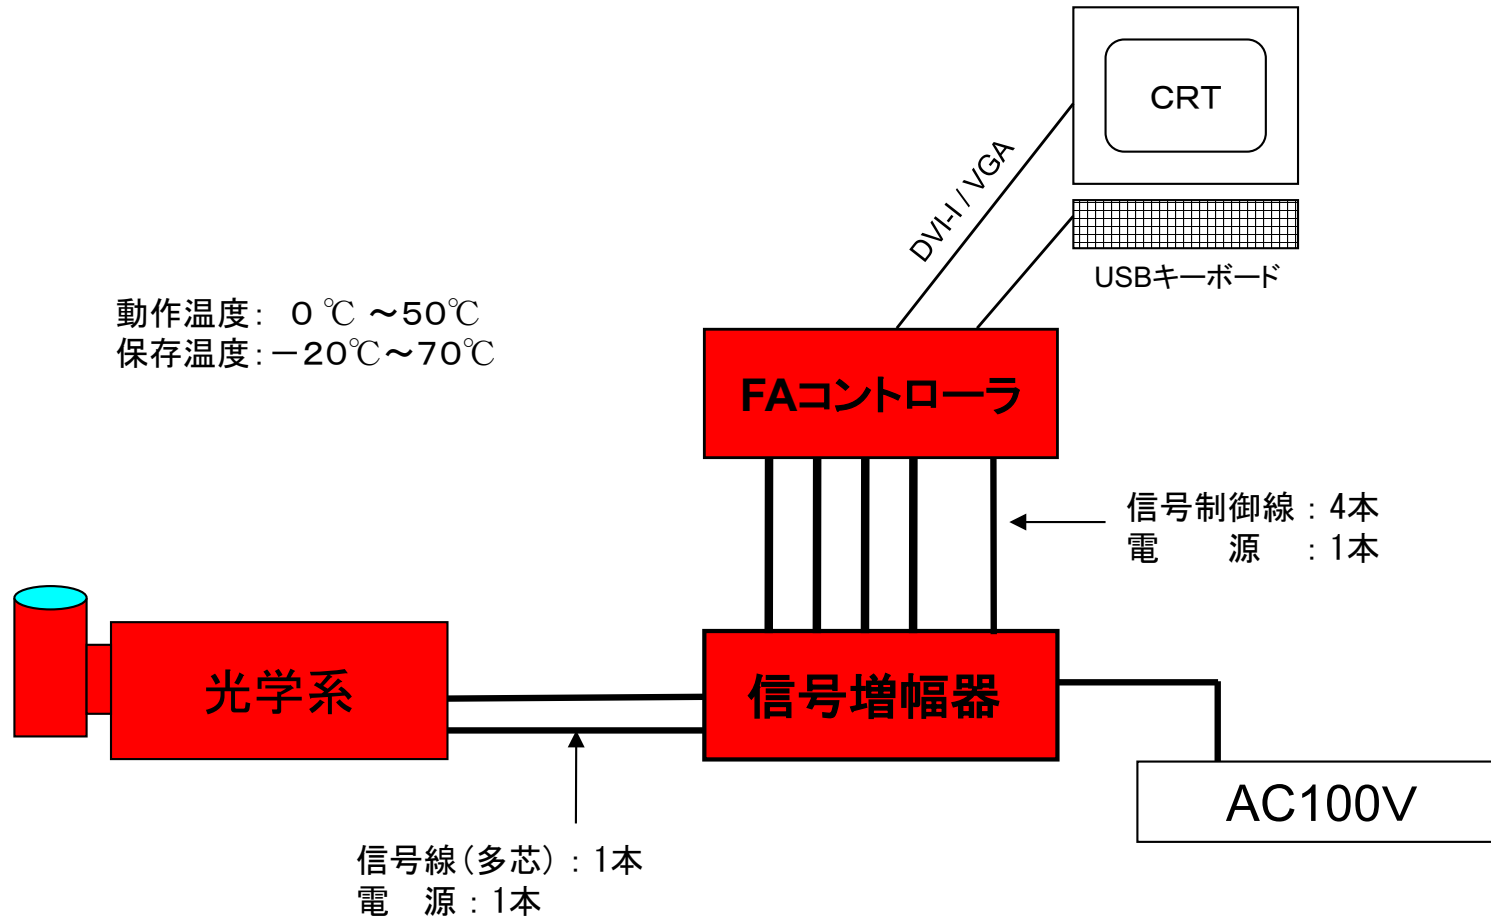 CRT
DVI-I / VGA
USBキーボード
動作温度： ０℃ ～50℃
保存温度：－20℃～70℃
FAコントローラ
信号制御線：4本
電　　源　：1本
光学系
信号増幅器
AC100V
信号線（多芯）：1本
電　源：1本